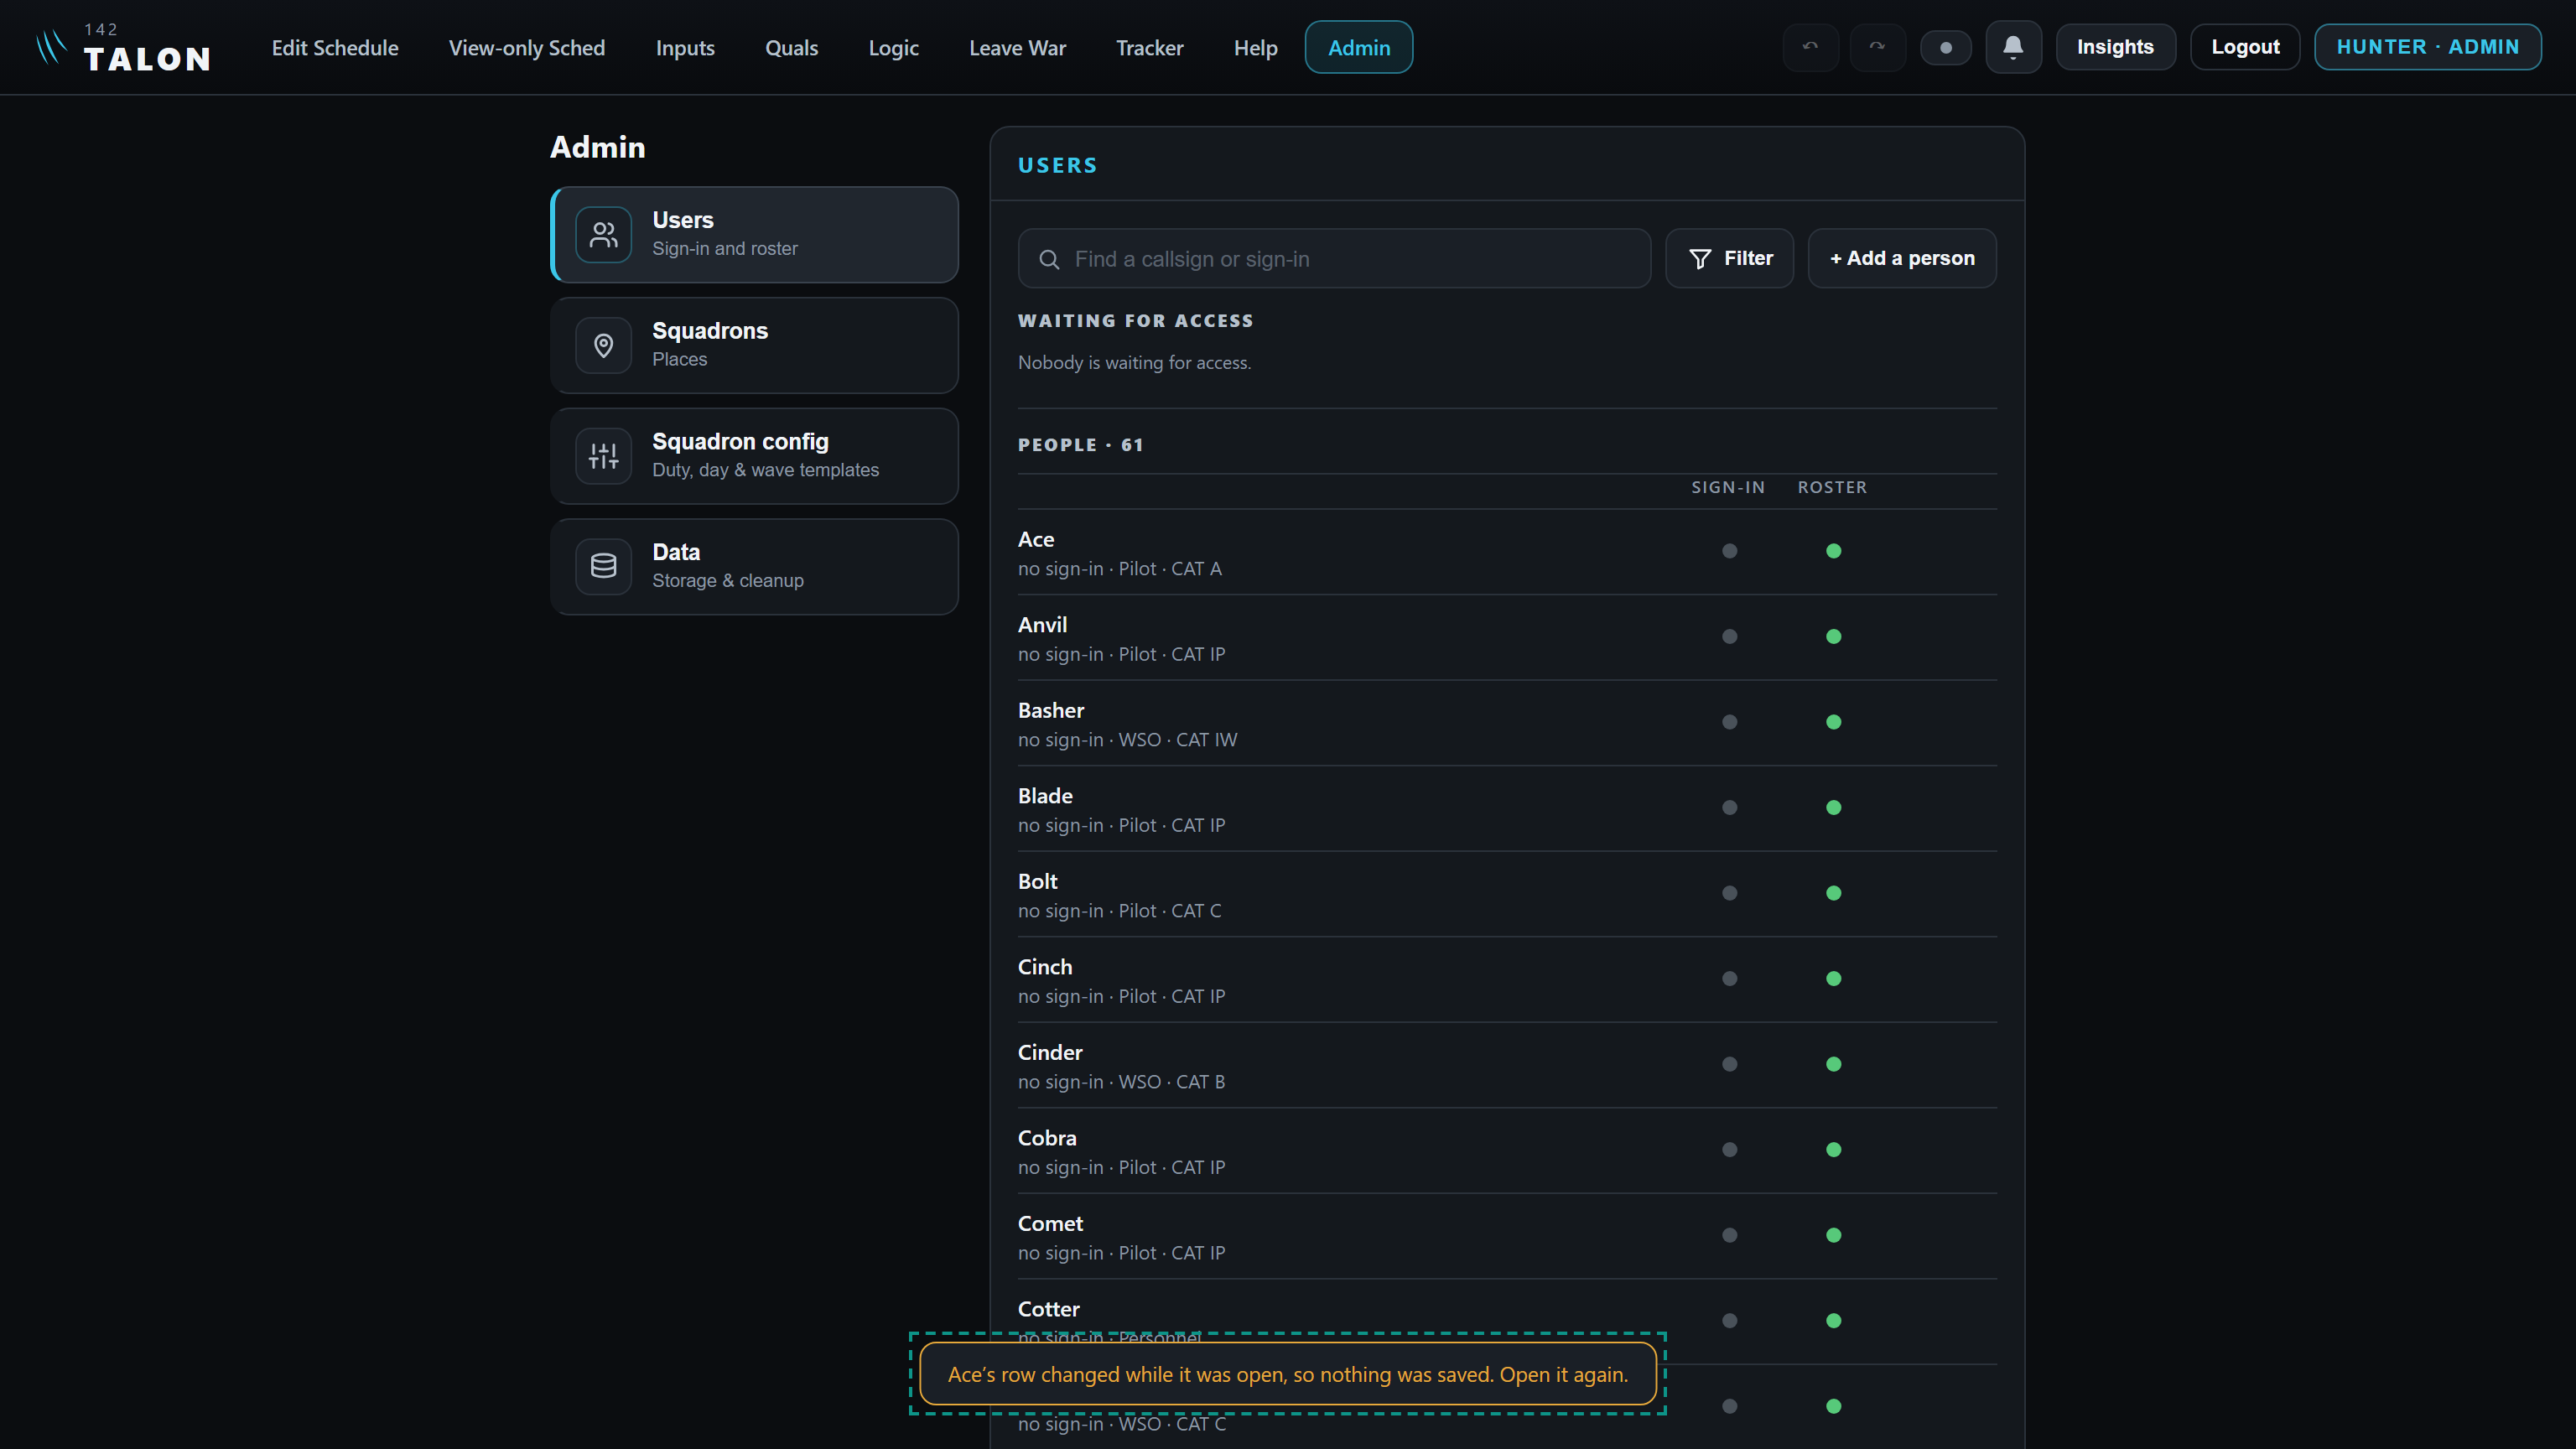 142
TALON
Edit Schedule
View-only Sched
Inputs
Quals
Logic
Leave War
Tracker
Help
Admin
Insights
Logout
HUNTER · ADMIN
Admin
Users
Sign-in and roster
Squadrons
Places
Squadron config
Duty, day & wave templates
Data
Storage & cleanup
USERS
Find a callsign or sign-in
Filter
+ Add a person
WAITING FOR ACCESS
Nobody is waiting for access.
PEOPLE · 61
SIGN-IN ROSTER
Ace
no sign-in · Pilot · CAT A
Anvil
no sign-in · Pilot · CAT IP
Basher
no sign-in · WSO · CAT IW
Blade
no sign-in · Pilot · CAT IP
Bolt
no sign-in · Pilot · CAT C
Cinch
no sign-in · Pilot · CAT IP
Cinder
no sign-in · WSO · CAT B
Cobra
no sign-in · Pilot · CAT IP
Comet
no sign-in · Pilot · CAT IP
Cotter
no sign-in · Personnel
Ace’s row changed while it was open, so nothing was saved. Open it again.
no sign-in · WSO · CAT C